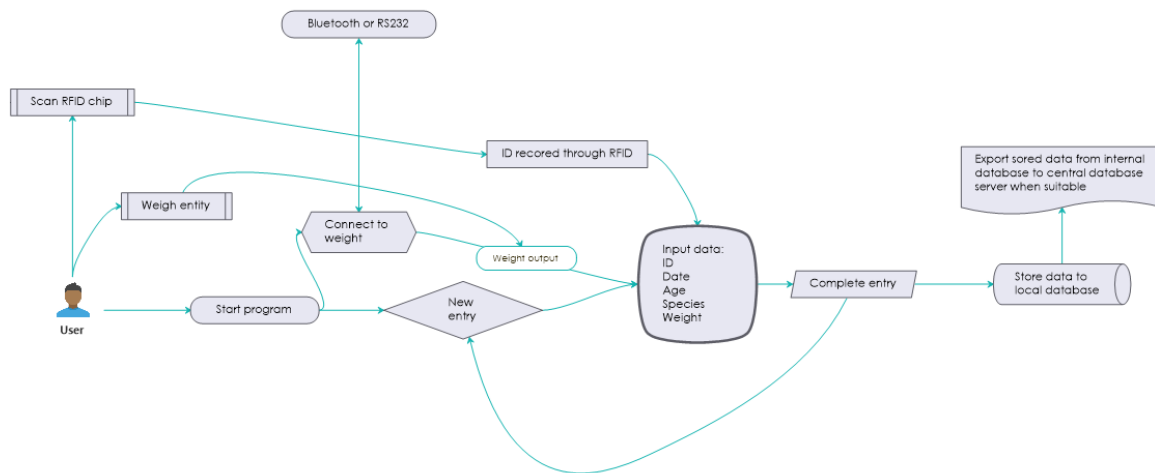 Bluetooth or RS232
Scan RFID chip
ID recored through RFID
Export sored data from internal
database to central database
server when suitable
Weigh entity
Connect to
weight
Weight output
Input data:
ID
Date
Age
Species
Weight
Complete entry
Store data to
local database
Start program
New
entry
User